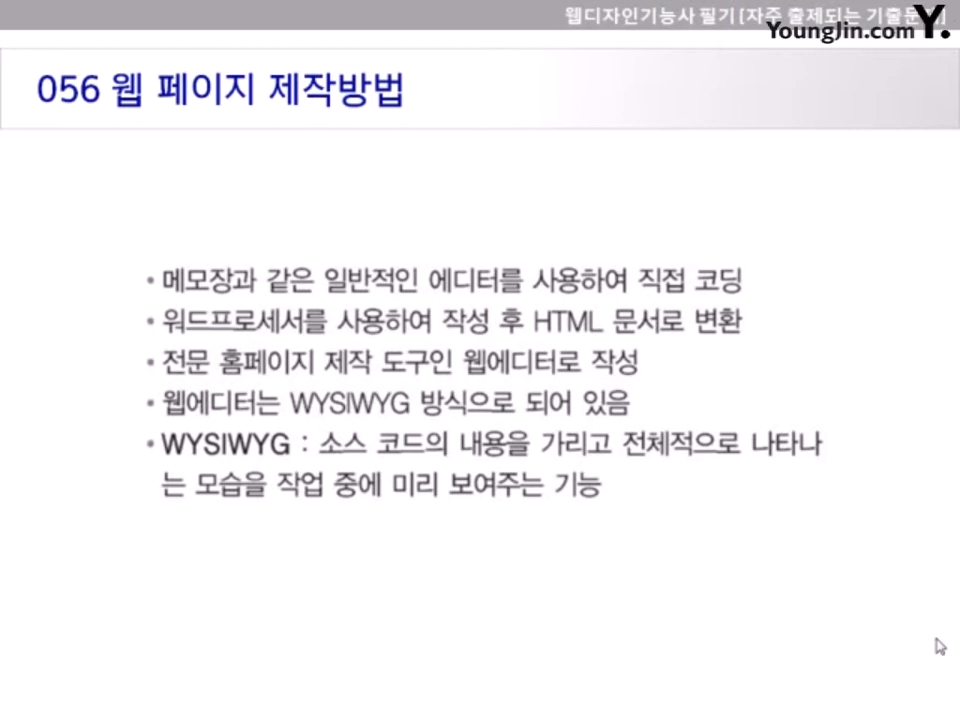 웹디자인기능사 필기 [자주 출제되는 기출문제]
YoungJin.com Y.
056 웹 페이지 제작방법
• 메모장과 같은 일반적인 에디터를 사용하여 직접 코딩
• 워드프로세서를 사용하여 작성 후 HTML 문서로 변환
• 전문 홈페이지 제작 도구인 웹에디터로 작성
• 웹에디터는 WYSIWYG 방식으로 되어 있음
• WYSIWYG : 소스 코드의 내용을 가리고 전체적으로 나타나
는 모습을 작업 중에 미리 보여주는 기능